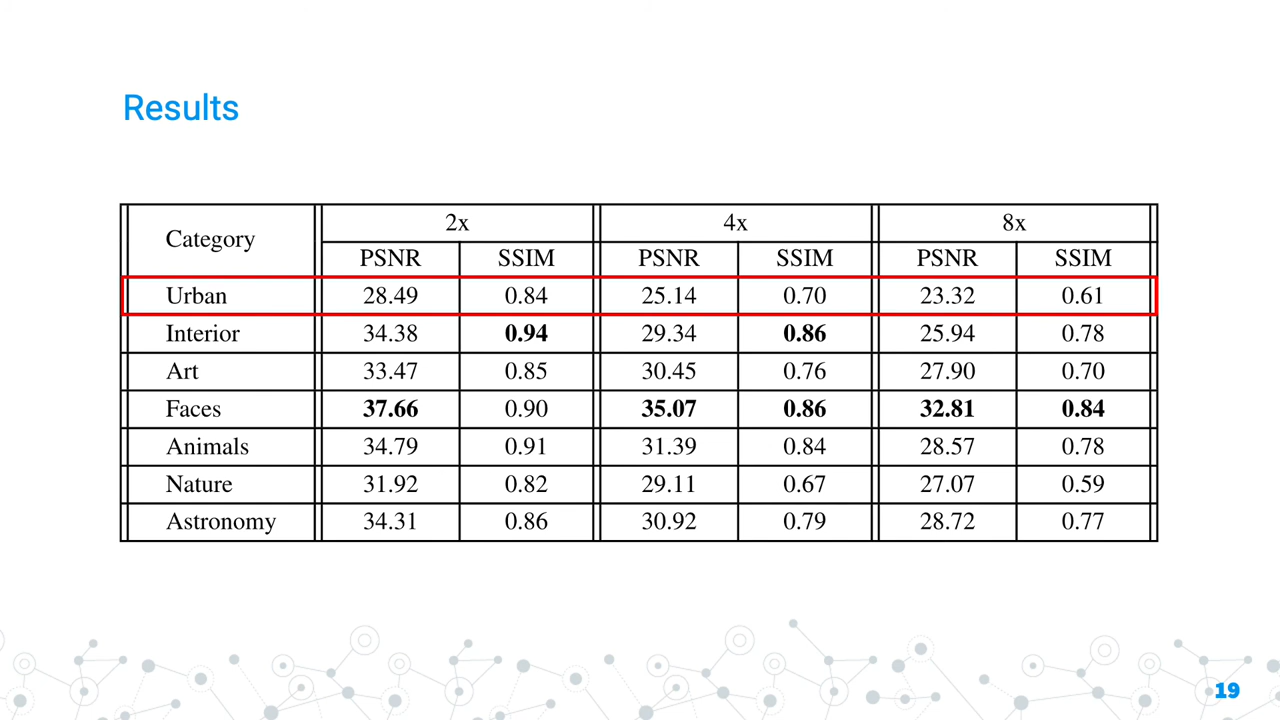 Results
Category 2x 4x 8x
PSNR SSIM PSNR SSIM PSNR SSIM
Urban 28.49 0.84 25.14 0.70 23.32 0.61
Interior 34.38 0.94 29.34 0.86 25.94 0.78
Art 33.47 0.85 30.45 0.76 27.90 0.70
Faces 37.66 0.90 35.07 0.86 32.81 0.84
Animals 34.79 0.91 31.39 0.84 28.57 0.78
Nature 31.92 0.82 29.11 0.67 27.07 0.59
Astronomy 34.31 0.86 30.92 0.79 28.72 0.77
19